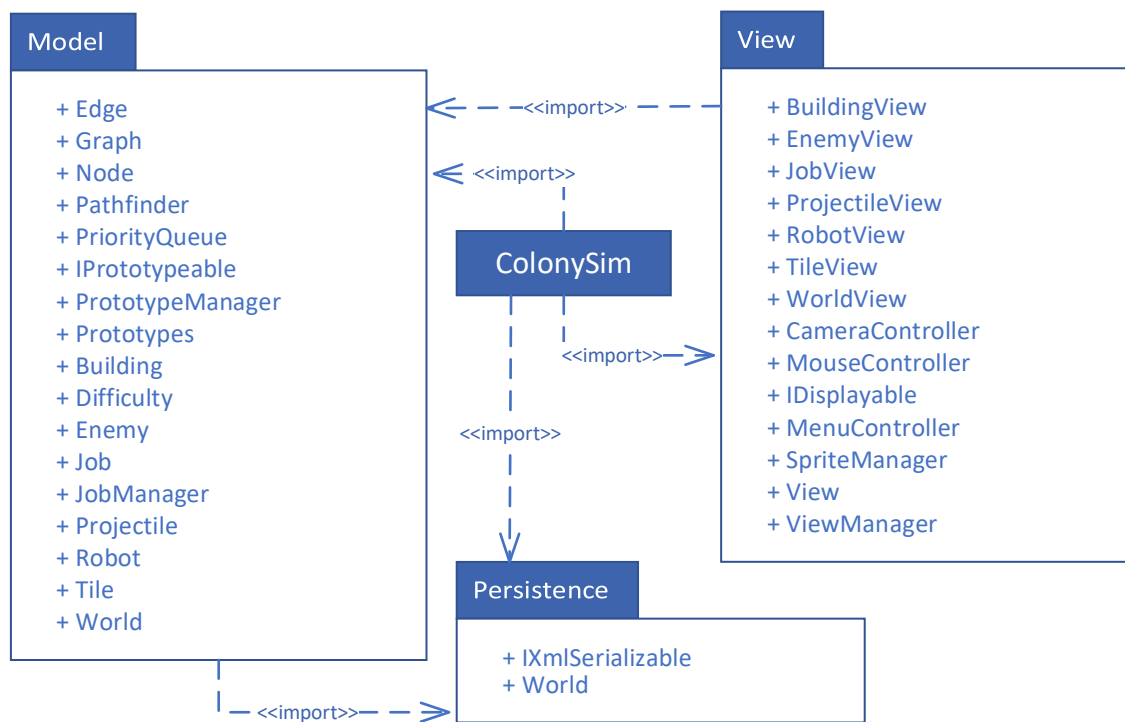 Model
+ Edge
+ Graph
+ Node
+ Pathfinder
+ PriorityQueue
+ IPrototypeable
+ PrototypeManager
+ Prototypes
+ Building
+ Difficulty
+ Enemy
+ Job
+ JobManager
+ Projectile
+ Robot
+ Tile
+ World
<<import>>
<<import>>
ColonySim
<<import>>
<<import>>
View
+ BuildingView
+ EnemyView
+ JobView
+ ProjectileView
+ RobotView
+ TileView
+ WorldView
+ CameraController
+ MouseController
+ IDisplayable
+ MenuController
+ SpriteManager
+ View
+ ViewManager
Persistence
+ IXmlSerializable
+ World
<<import>>